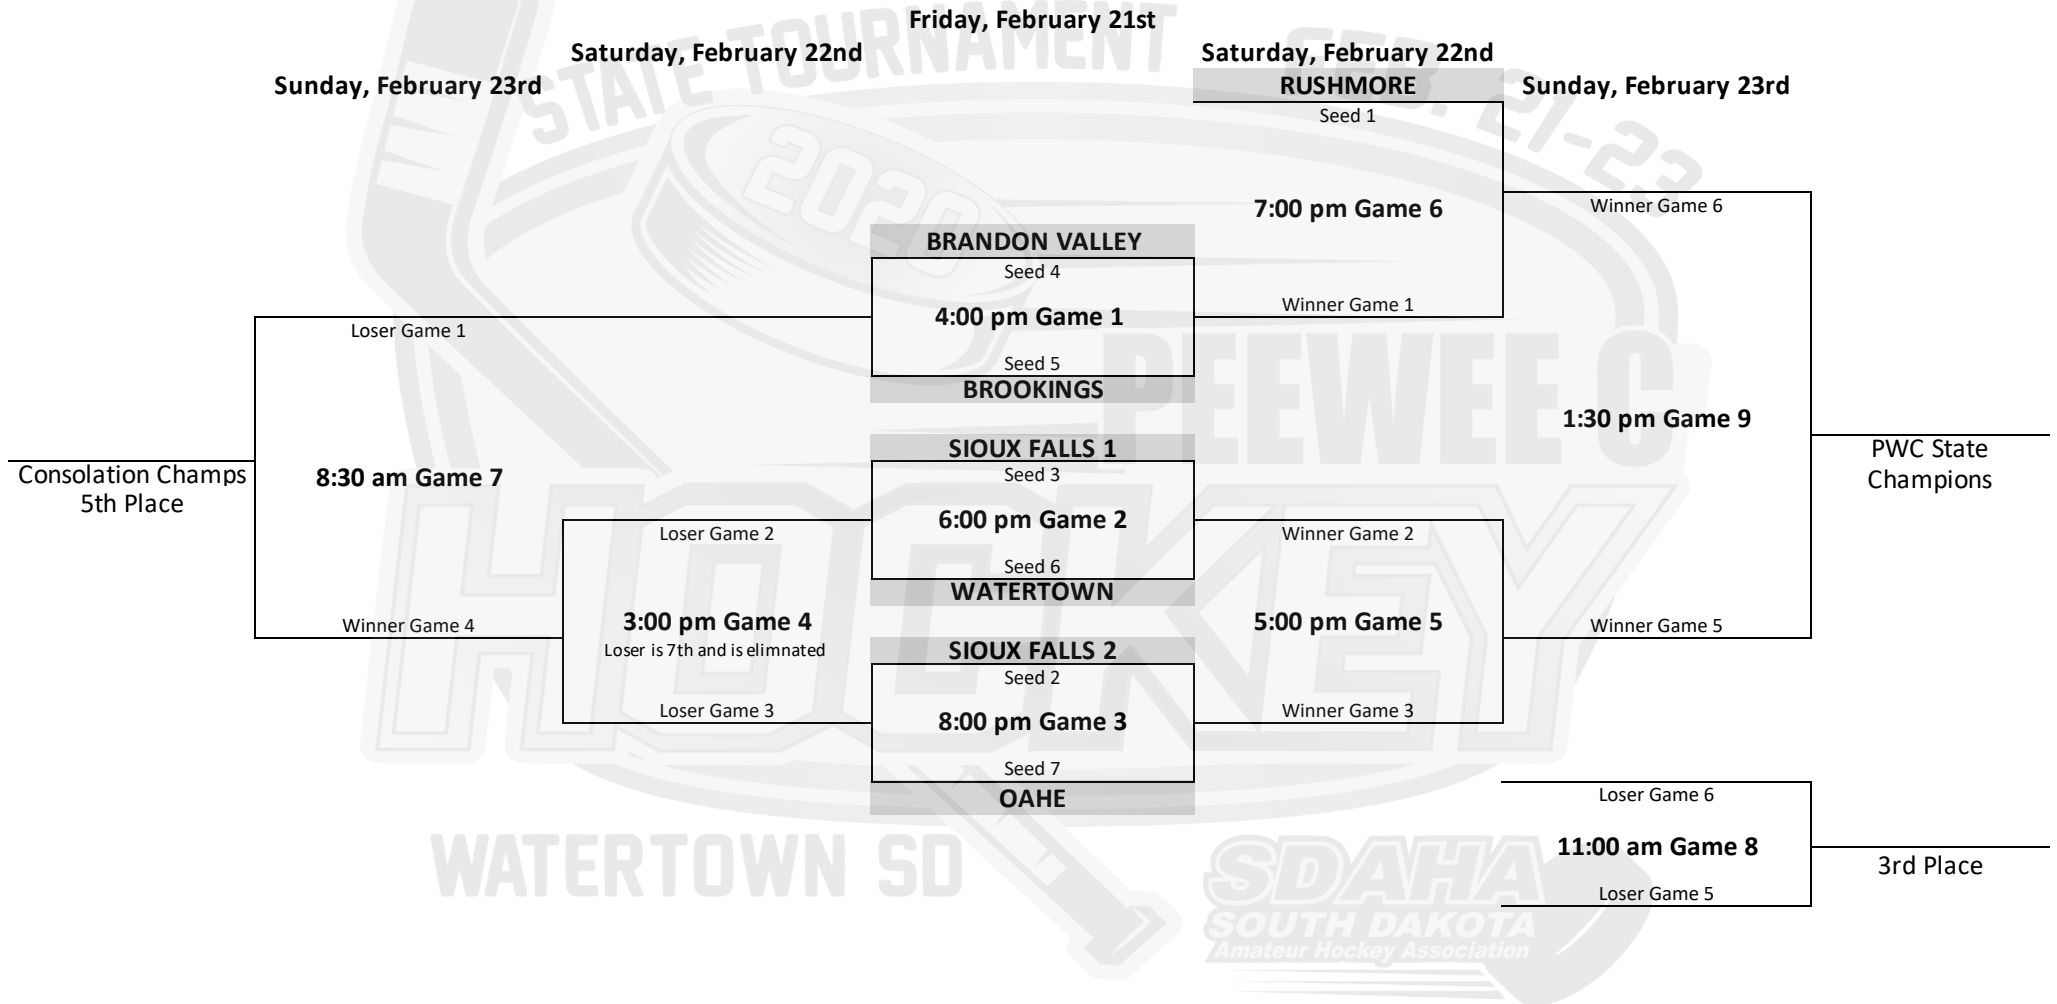 Friday, February 21st
Saturday, February 22nd
Saturday, February 22nd
Sunday, February 23rd
RUSHMORE
Sunday, February 23rd
Seed 1
STATE TOURNAMENT
FEB. 21-23
2020
7:00 pm Game 6
Winner Game 6
BRANDON VALLEY
Seed 4
4:00 pm Game 1
Winner Game 1
Loser Game 1
Seed 5
BROOKINGS
PEEWEE C
1:30 pm Game 9
SIOUX FALLS 1
PWC State
Champions
Consolation Champs
5th Place
8:30 am Game 7
Seed 3
6:00 pm Game 2
Loser Game 2
Winner Game 2
Seed 6
WATERTOWN
HOCKEY
3:00 pm Game 4
Loser is 7th and is elimnated
5:00 pm Game 5
Winner Game 4
Winner Game 5
SIOUX FALLS 2
Seed 2
Loser Game 3
8:00 pm Game 3
Winner Game 3
Seed 7
OAHE
Loser Game 6
11:00 am Game 8
3rd Place
Loser Game 5
WATERTOWN SD
SDAHA
SOUTH DAKOTA
Amateur Hockey Association